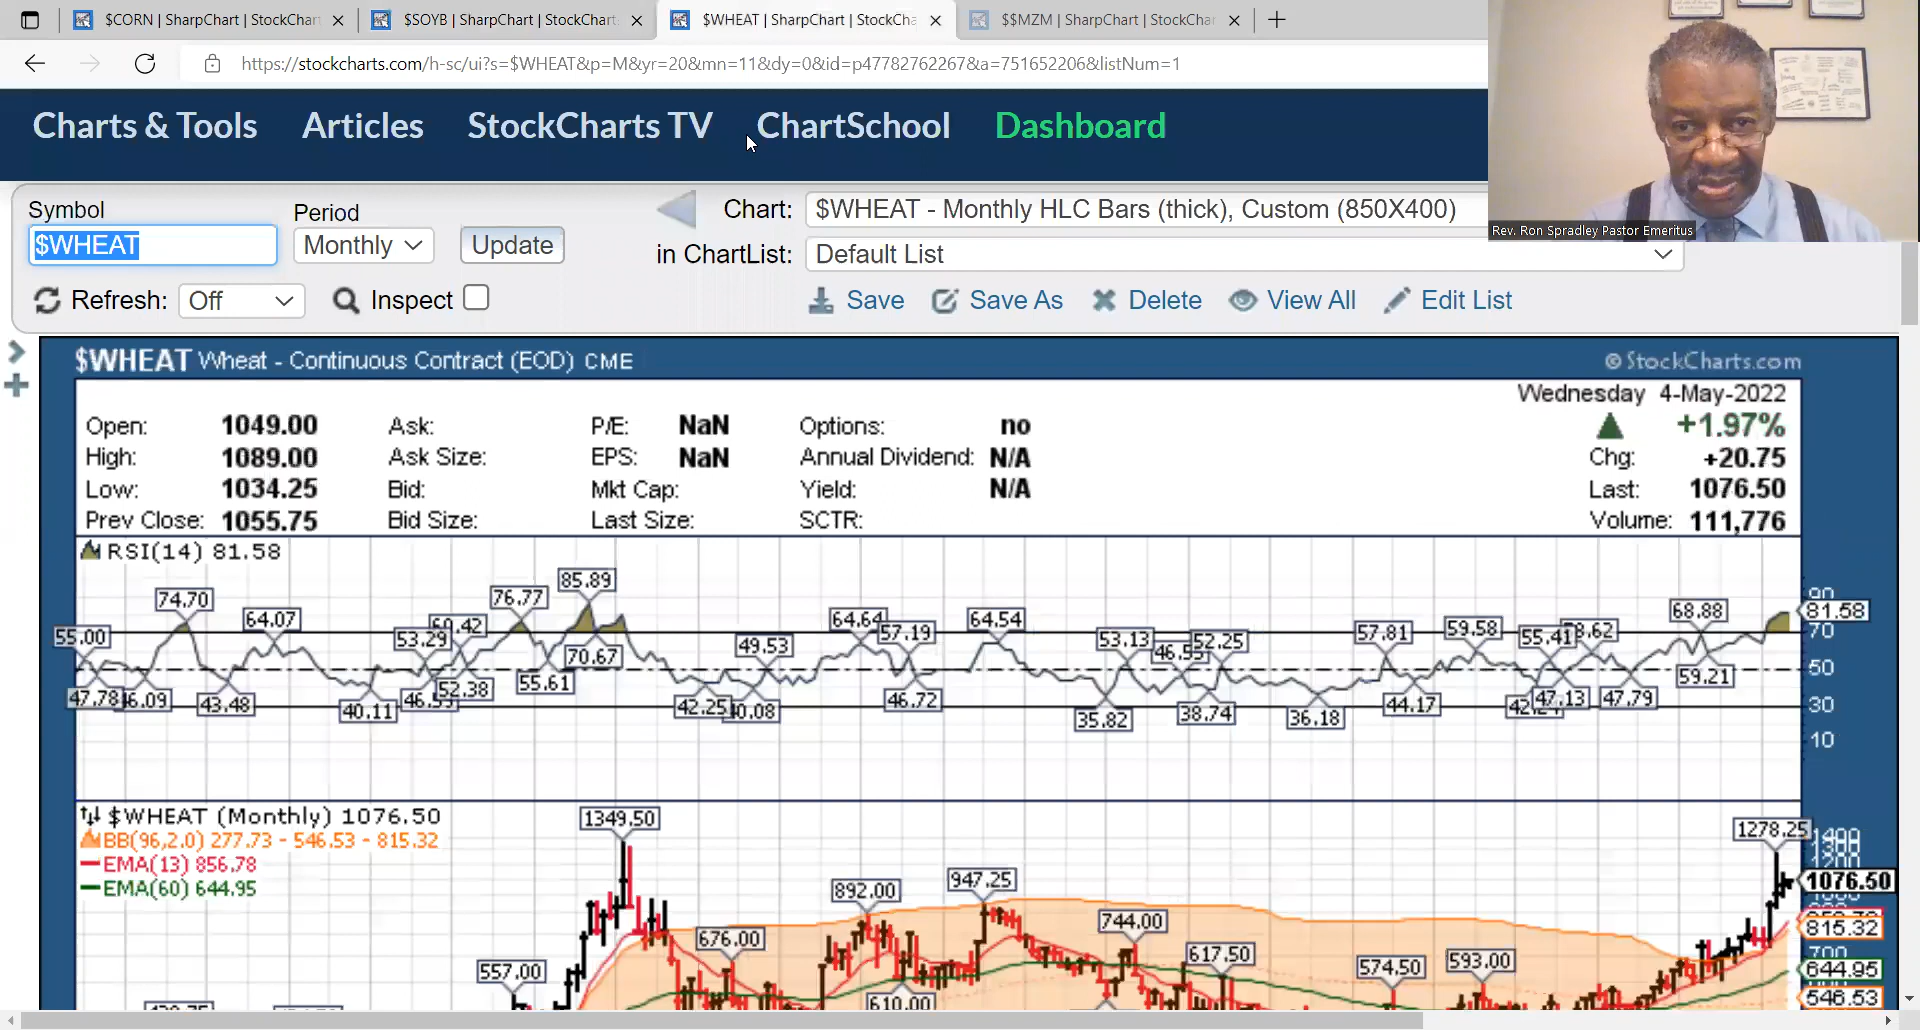 $CORN | SharpChart | StockChar
$SOYB | SharpChart | StockChart
$WHEAT | SharpChart | StockCha
$$MZM | SharpChart | StockChar
https://stockcharts.com/h-sc/ui?s=$WHEAT&p=M&yr=20&mn=11&dy=0&id=p47782762267&a=751652206&listNum=1
Charts & Tools Articles StockCharts TV ChartSchool Dashboard
Rev. Ron Spradley Pastor Emeritus
Symbol Period
$WHEAT Monthly Update
Chart: $WHEAT - Monthly HLC Bars (thick), Custom (850X400)
in ChartList: Default List
Refresh: Off Inspect
Save Save As Delete View All Edit List
$WHEAT Wheat - Continuous Contract (EOD) CME
© StockCharts.com
Wednesday 4-May-2022
Open: 1049.00 Ask: P/E: NaN Options: no +1.97%
High: 1089.00 Ask Size: EPS: NaN Annual Dividend: N/A Chg: +20.75
Low: 1034.25 Bid: Mkt Cap: Yield: N/A Last: 1076.50
Prev Close: 1055.75 Bid Size: Last Size: SCTR: Volume: 111,776
RSI(14) 81.58
85.89
74.70 76.77 90
64.07 64.64 64.54 68.88 81.58
55.00 53.29 57.19 53.13 52.25 57.81 59.58 55.41 70
70.67 49.53 50
47.78 43.48 40.11 52.38 55.61 42.25 46.72 35.82 38.74 36.18 44.17 47.13 47.79 59.21 30
10
$WHEAT (Monthly) 1076.50
BB(96,2.0) 277.73 - 546.53 - 815.32
EMA(13) 856.78
EMA(60) 644.95
1349.50 1278.25 1400
892.00 947.25 1076.50
676.00 744.00 815.32
557.00 617.50 574.50 593.00 700
644.95
610.00 546.53